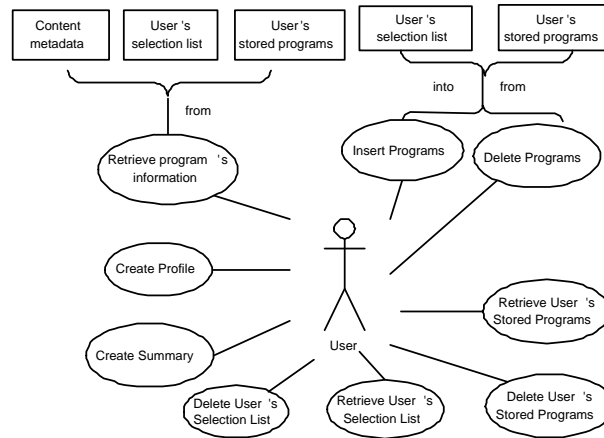 Content
metadata
User's
selection list
User's
stored programs
User's
selection list
User's
stored programs
from
into
from
Retrieve program 's
information
Insert Programs
Delete Programs
Create Profile
Create Summary
Delete User 's
Selection List
Retrieve User 's
Selection List
User
Retrieve User 's
Stored Programs
Delete User 's
Stored Programs